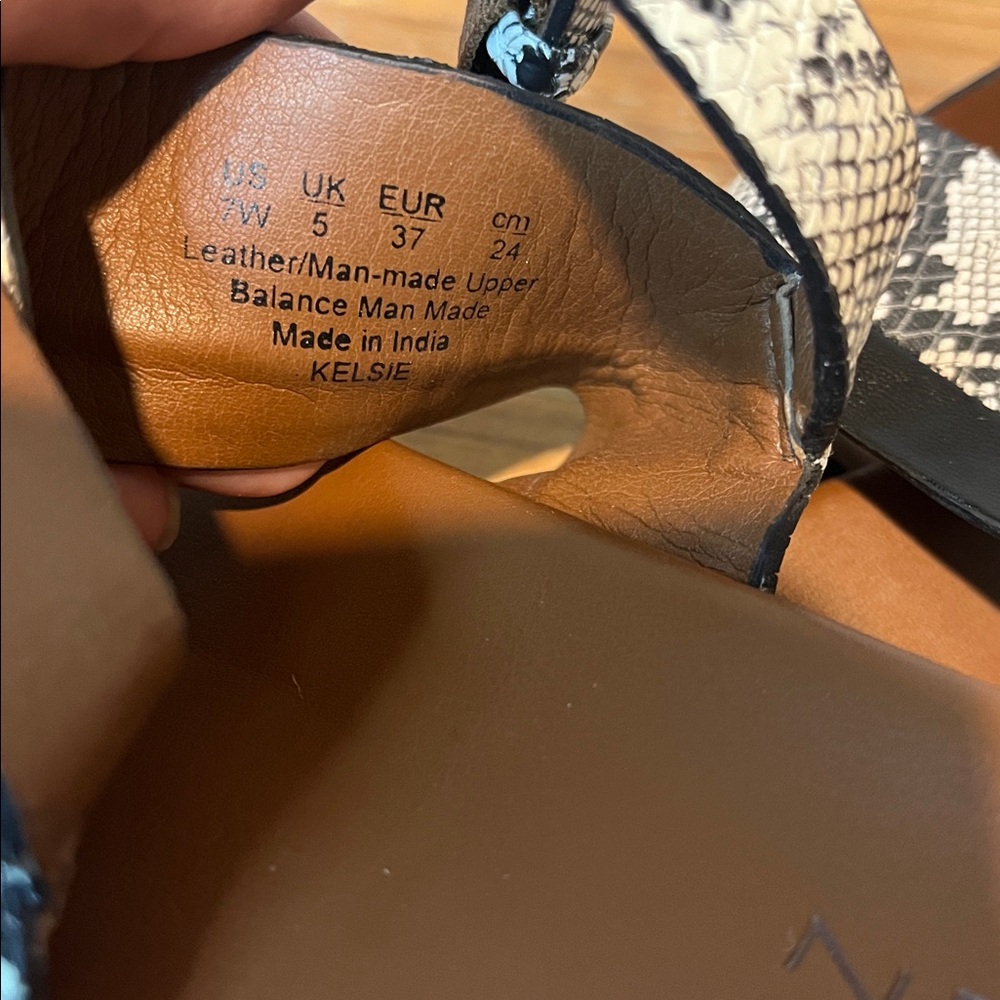 US UK EUR cm
7W 5 37 24
Leather/Man-made Upper
Balance Man Made
Made in India
KELSIE